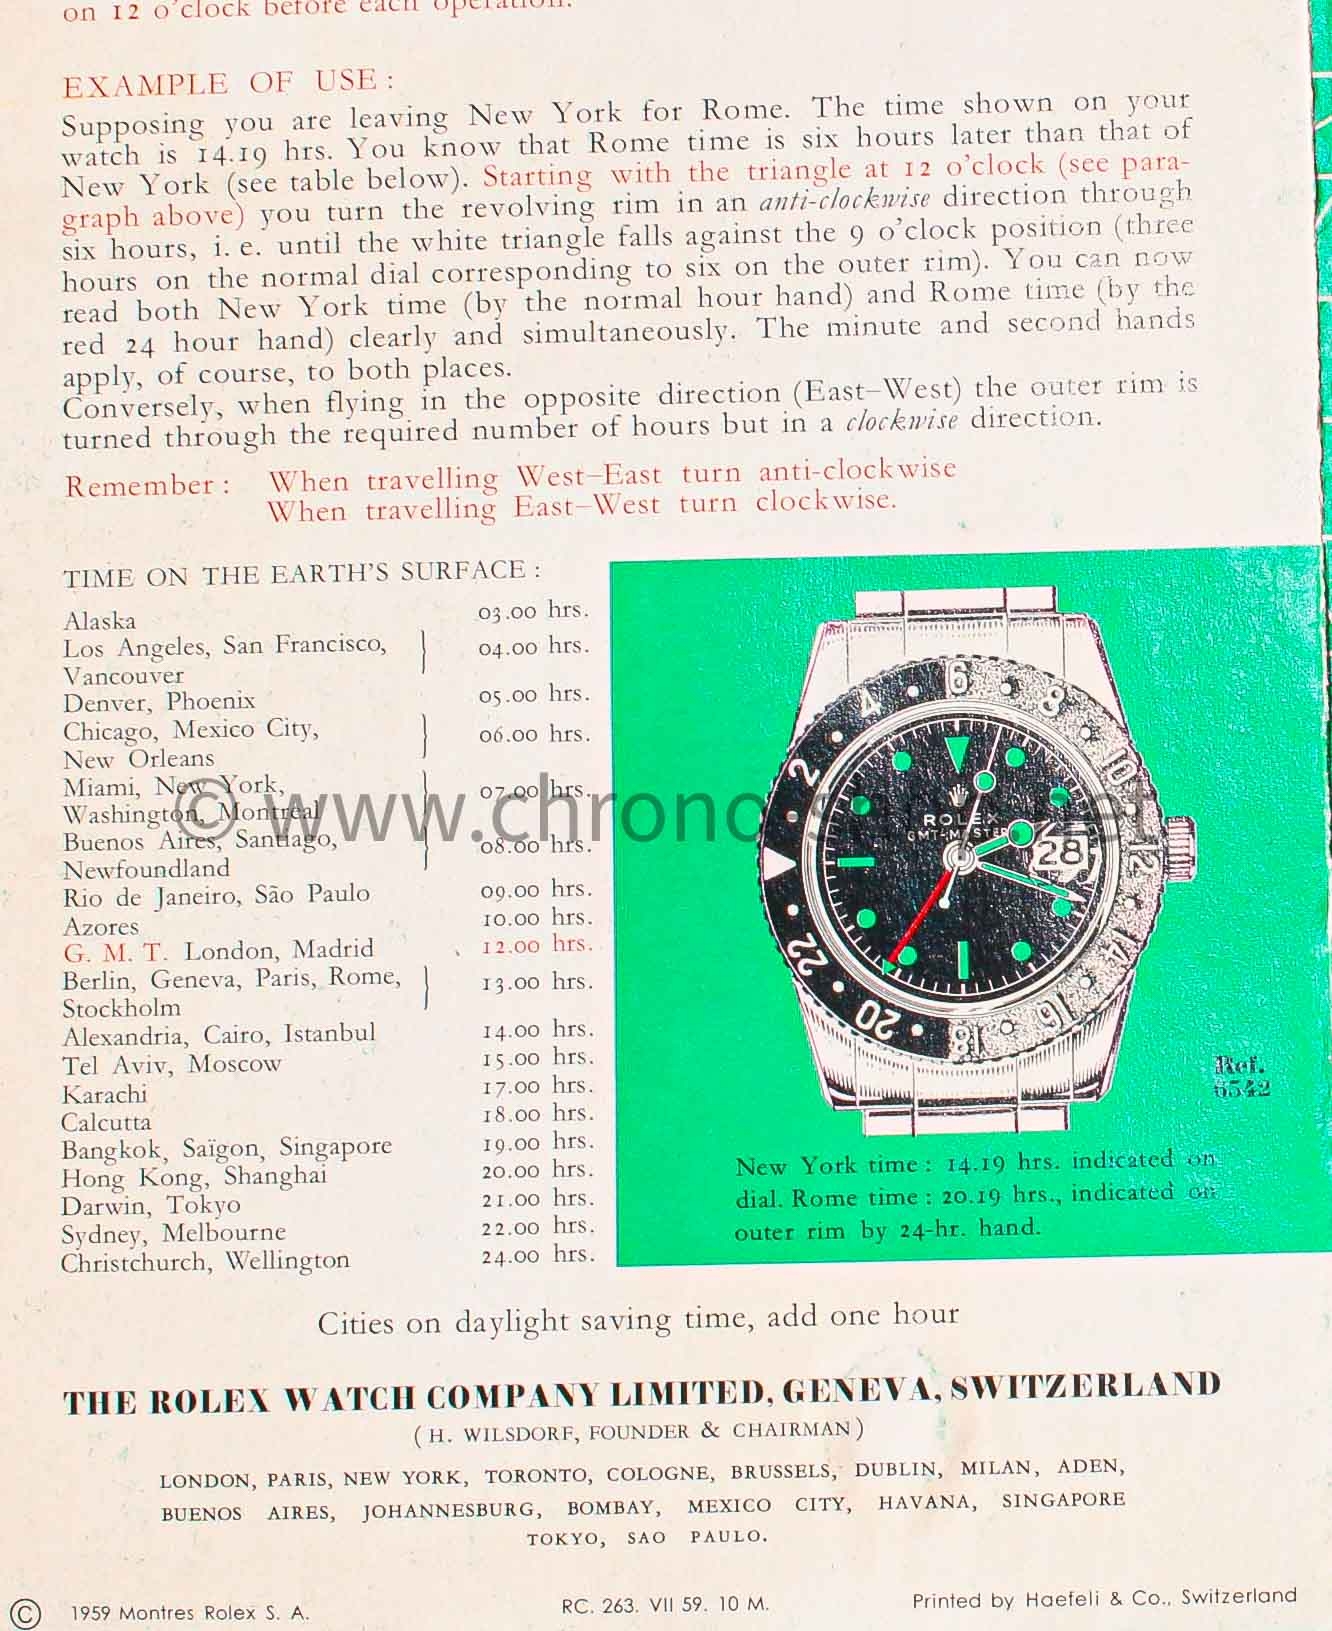 on 12 o'clock before each operation.
EXAMPLE OF USE :
Supposing you are leaving New York for Rome. The time shown on your
watch is 14.19 hrs. You know that Rome time is six hours later than that of
New York (see table below). Starting with the triangle at 12 o'clock (see para-
graph above) you turn the revolving rim in an anti-clockwise direction through
six hours, i. e. until the white triangle falls against the 9 o'clock position (three
hours on the normal dial corresponding to six on the outer rim). You can now
read both New York time (by the normal hour hand) and Rome time (by the
red 24 hour hand) clearly and simultaneously. The minute and second hands
apply, of course, to both places.
Conversely, when flying in the opposite direction (East-West) the outer rim is
turned through the required number of hours but in a clockwise direction.
Remember : When travelling West-East turn anti-clockwise
When travelling East-West turn clockwise.
TIME ON THE EARTH'S SURFACE :
Alaska 03.00 hrs.
Los Angeles, San Francisco, } 04.00 hrs.
Vancouver
Denver, Phoenix 05.00 hrs.
Chicago, Mexico City, } 06.00 hrs.
New Orleans
Miami, New York, } 07.00 hrs.
Washington, Montreal
Buenos Aires, Santiago, } 08.00 hrs.
Newfoundland
Rio de Janeiro, São Paulo 09.00 hrs.
Azores 10.00 hrs.
G. M. T. London, Madrid 12.00 hrs.
Berlin, Geneva, Paris, Rome, } 13.00 hrs.
Stockholm
Alexandria, Cairo, Istanbul 14.00 hrs.
Tel Aviv, Moscow 15.00 hrs.
Karachi 17.00 hrs.
Calcutta 18.00 hrs.
Bangkok, Saïgon, Singapore 19.00 hrs.
Hong Kong, Shanghai 20.00 hrs.
Darwin, Tokyo 21.00 hrs.
Sydney, Melbourne 22.00 hrs.
Christchurch, Wellington 24.00 hrs.
2 4 6 8 10 12 14 16 18 20 22
ROLEX
GMT-MASTER
28
Ref.
6542
New York time : 14.19 hrs. indicated on
dial. Rome time : 20.19 hrs., indicated on
outer rim by 24-hr. hand.
Cities on daylight saving time, add one hour
THE ROLEX WATCH COMPANY LIMITED, GENEVA, SWITZERLAND
(H. WILSDORF, FOUNDER & CHAIRMAN)
LONDON, PARIS, NEW YORK, TORONTO, COLOGNE, BRUSSELS, DUBLIN, MILAN, ADEN,
BUENOS AIRES, JOHANNESBURG, BOMBAY, MEXICO CITY, HAVANA, SINGAPORE
TOKYO, SAO PAULO.
© 1959 Montres Rolex S. A. RC. 263. VII 59. 10 M. Printed by Haefeli & Co., Switzerland